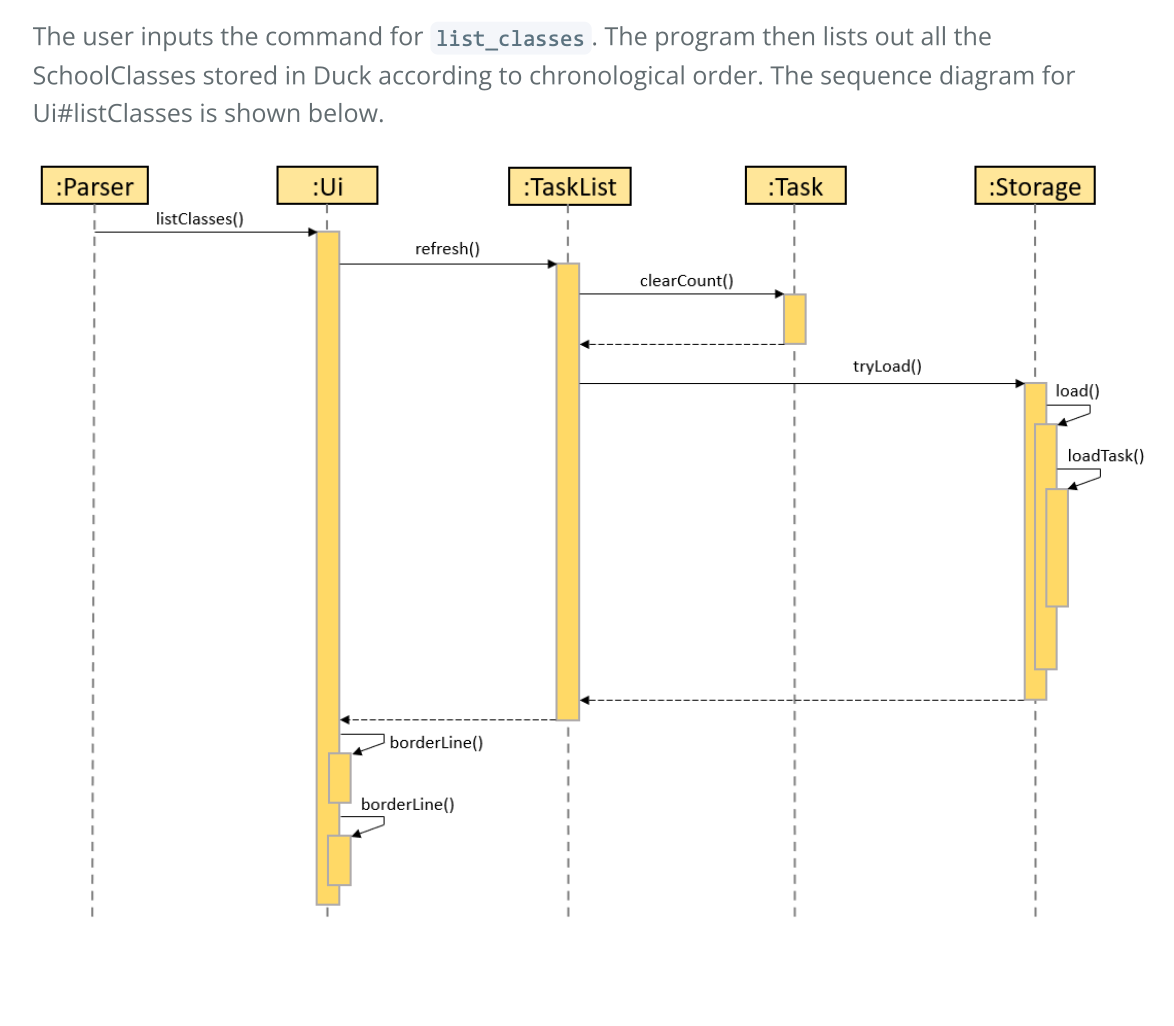 The user inputs the command for list_classes. The program then lists out all the
SchoolClasses stored in Duck according to chronological order. The sequence diagram for
Ui#listClasses is shown below.
:Parser
:Ui
:TaskList
:Task
:Storage
listClasses()
refresh()
clearCount()
tryLoad()
load()
loadTask()
borderLine()
borderLine()